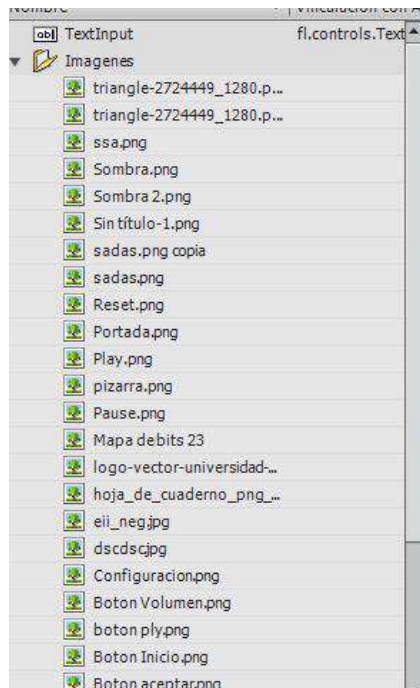 Nombre Vinculación con A
TextInput fl.controls.Text
Imagenes
triangle-2724449_1280.p...
triangle-2724449_1280.p...
ssa.png
Sombra.png
Sombra 2.png
Sin título-1.png
sadas.png copia
sadas.png
Reset.png
Portada.png
Play.png
pizarra.png
Pause.png
Mapa de bits 23
logo-vector-universidad-...
hoja_de_cuaderno_png_...
eii_neg.jpg
dscdsc.jpg
Configuracion.png
Boton Volumen.png
boton ply.png
Boton Inicio.png
Boton aceptar.png